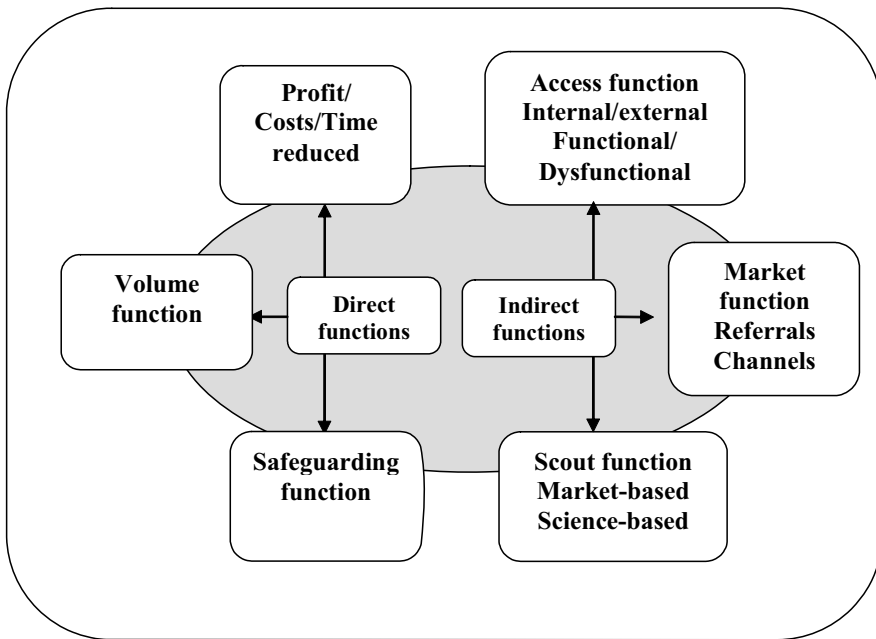 Profit/
Costs/Time
reduced
Access function
Internal/external
Functional/
Dysfunctional
Volume
function
Direct
functions
Indirect
functions
Market
function
Referrals
Channels
Safeguarding
function
Scout function
Market-based
Science-based